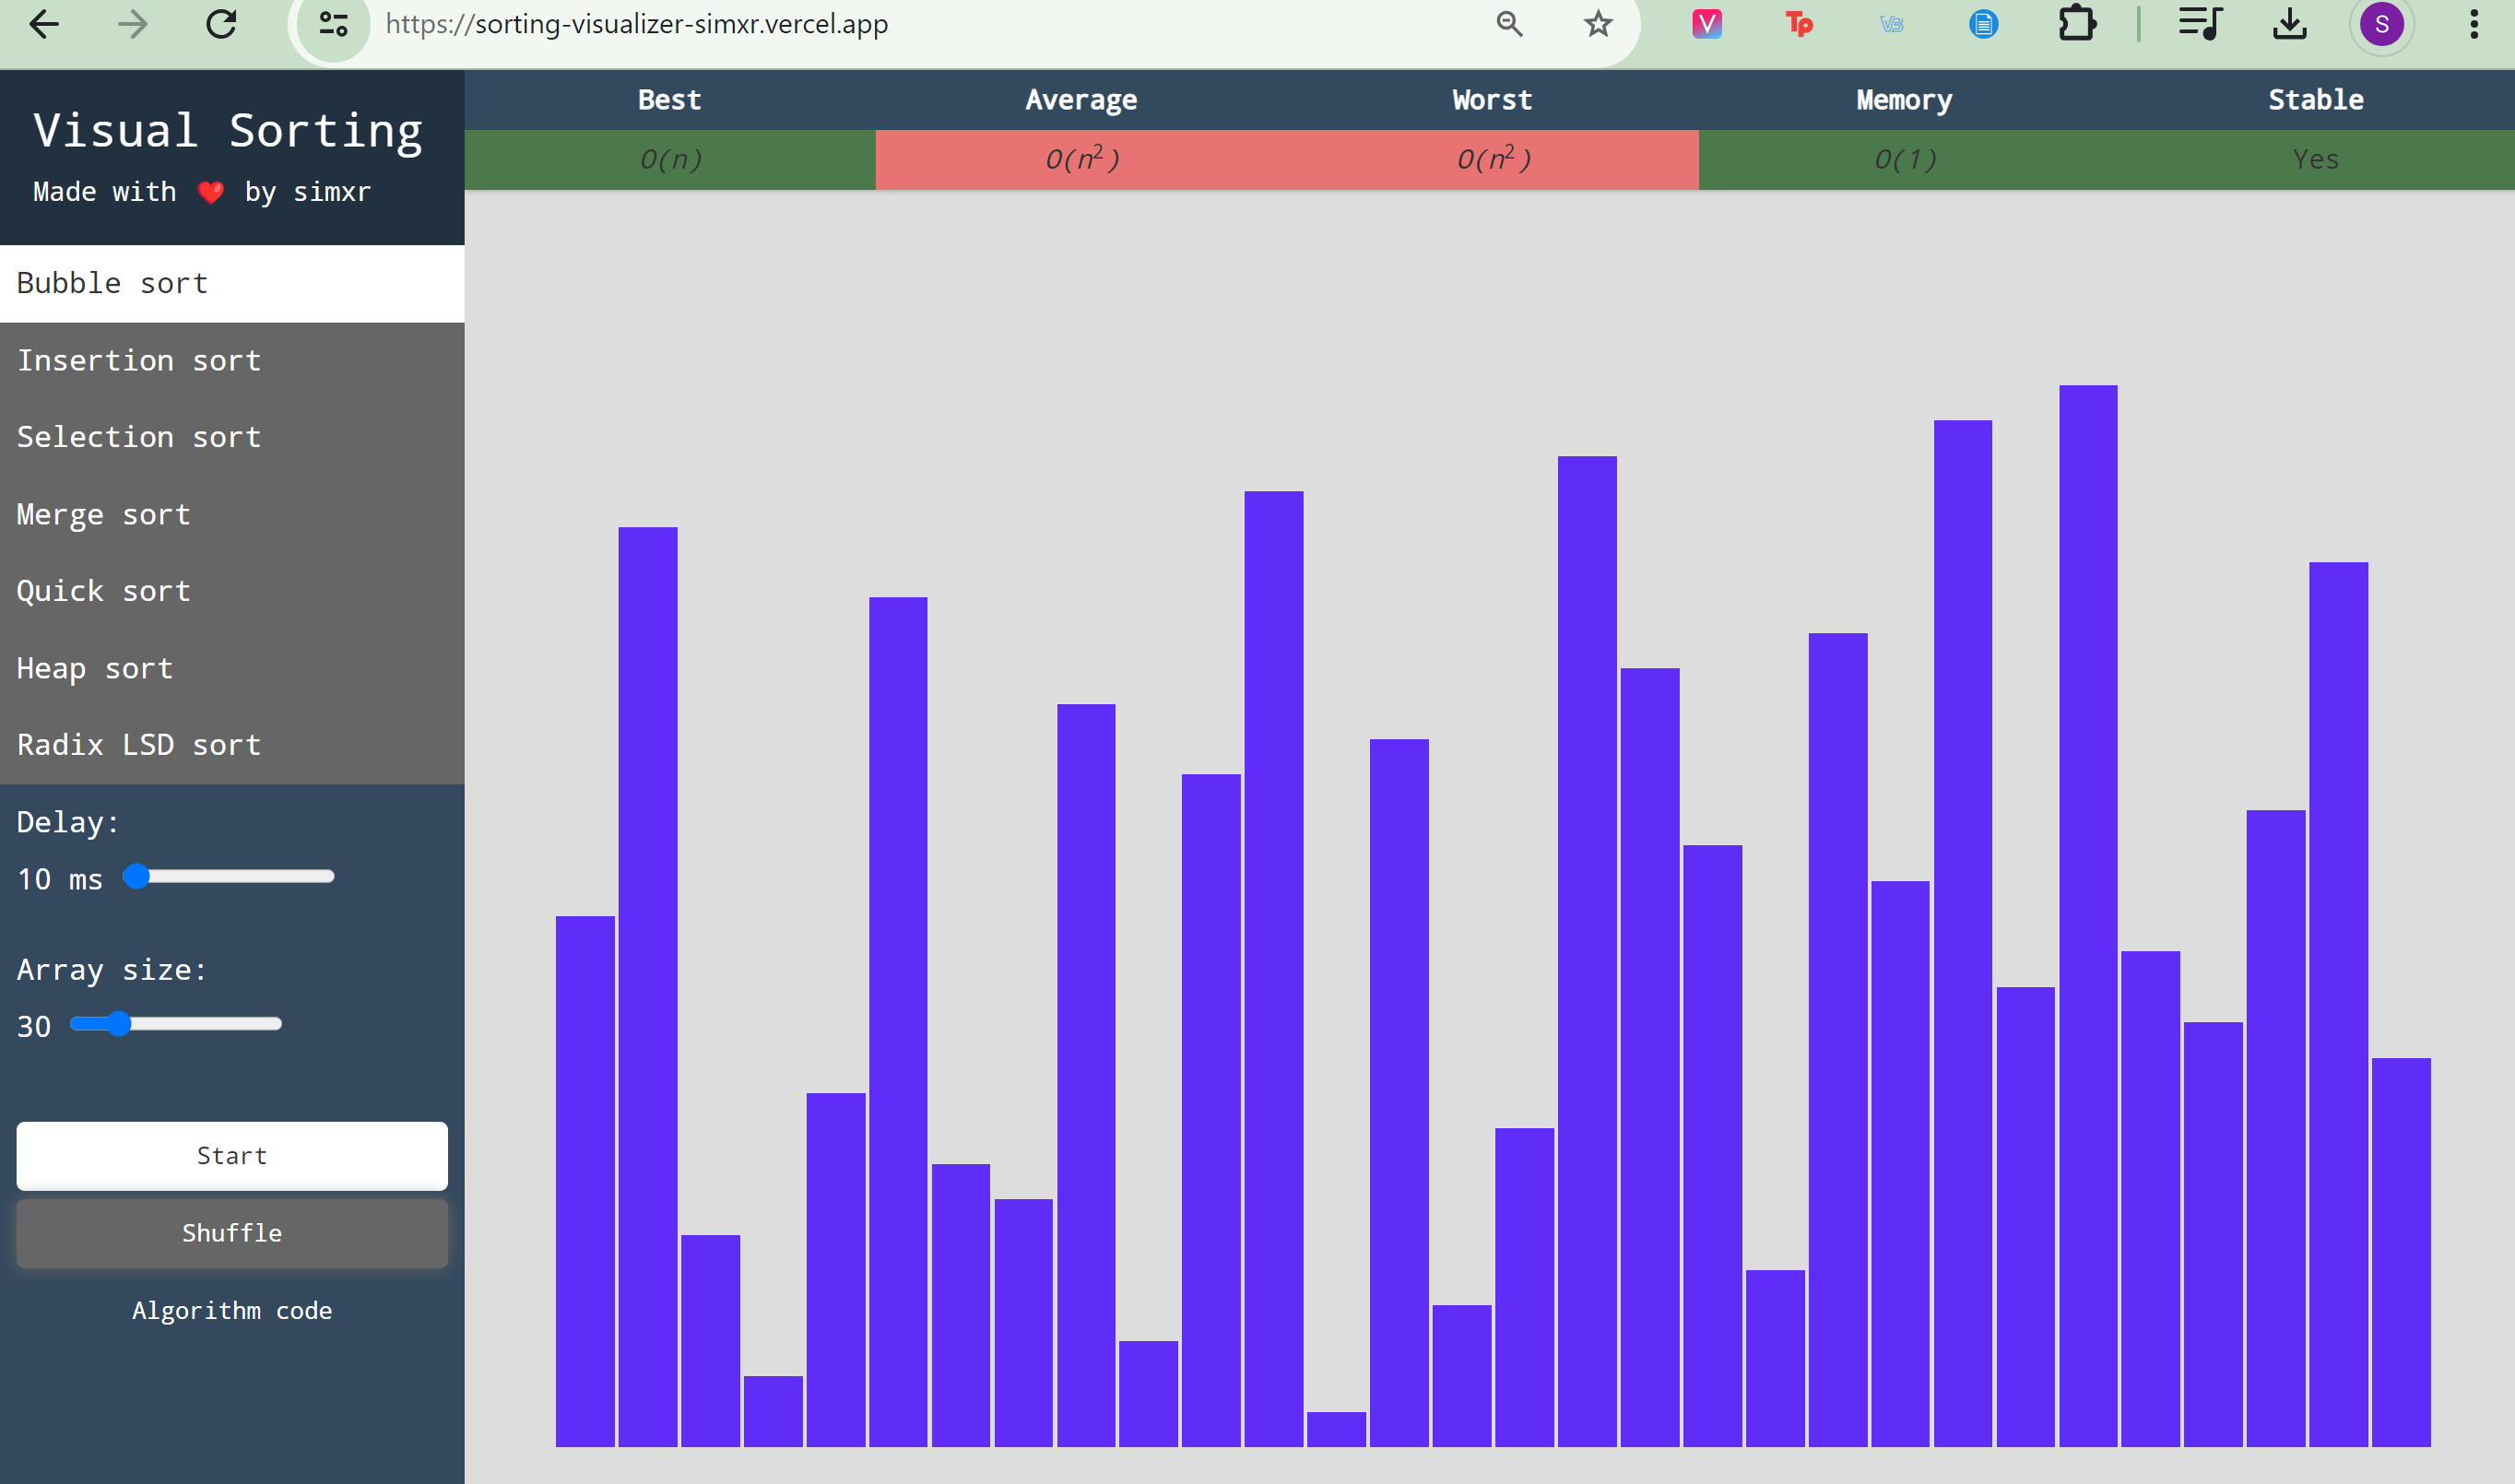 https://sorting-visualizer-simxr.vercel.app
V
Tp
VB
S
Visual Sorting
Made with ❤️ by simxr
Best Average Worst Memory Stable
O(n) O(n²) O(n²) O(1) Yes
Bubble sort
Insertion sort
Selection sort
Merge sort
Quick sort
Heap sort
Radix LSD sort
Delay:
10 ms
Array size:
30
Start
Shuffle
Algorithm code